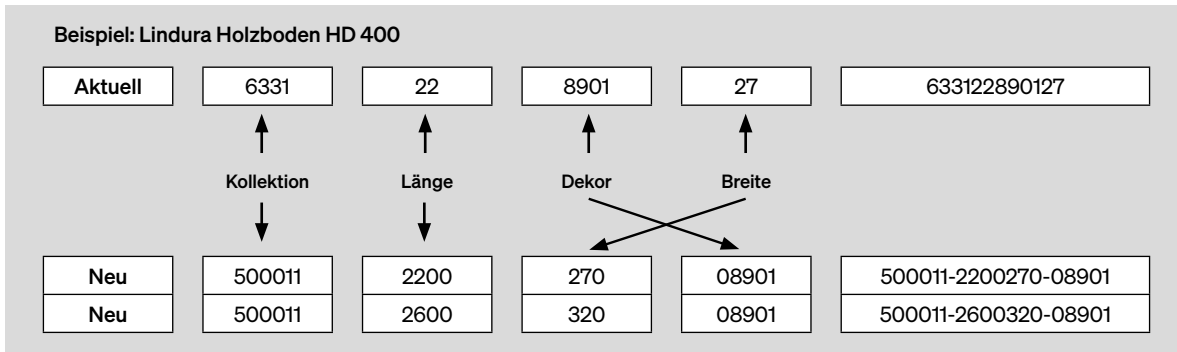 Beispiel: Lindura Holzboden HD 400
Aktuell 6331 22 8901 27 633122890127
Kollektion Länge Dekor Breite
Neu 500011 2200 270 08901 500011-2200270-08901
Neu 500011 2600 320 08901 500011-2600320-08901